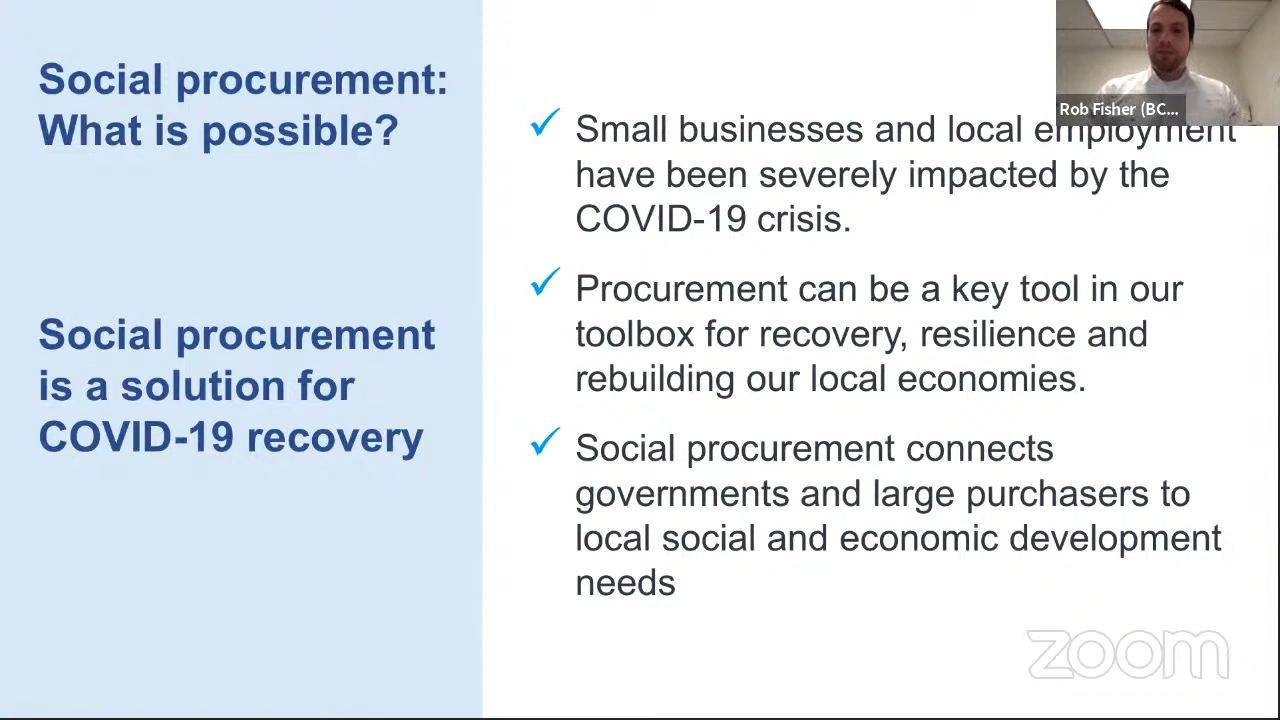 Social procurement:
What is possible?
Social procurement
is a solution for
COVID-19 recovery
Rob Fisher (BC...
✓ Small businesses and local employment
have been severely impacted by the
COVID-19 crisis.
✓ Procurement can be a key tool in our
toolbox for recovery, resilience and
rebuilding our local economies.
✓ Social procurement connects
governments and large purchasers to
local social and economic development
needs
zoom